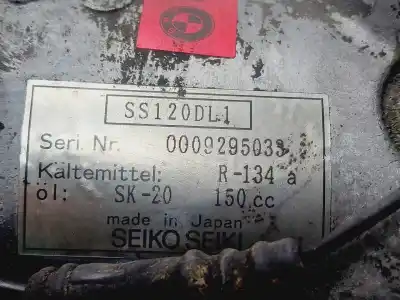 SS120DL1
Seri. Nr. 0009295033
Kältemittel: R-134 a
öl: SK-20 150 cc
made in Japan
SEIKO SEIKI